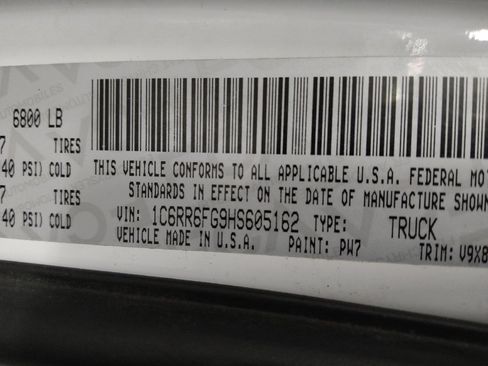 6800 LB
7 TIRES
40 PSI) COLD
7 TIRES
40 PSI) COLD
THIS VEHICLE CONFORMS TO ALL APPLICABLE U.S.A. FEDERAL MOT
STANDARDS IN EFFECT ON THE DATE OF MANUFACTURE SHOWN
VIN: 1C6RR6FG9HS605162 TYPE: TRUCK
VEHICLE MADE IN U.S.A. PAINT: PW7 TRIM: V9X8